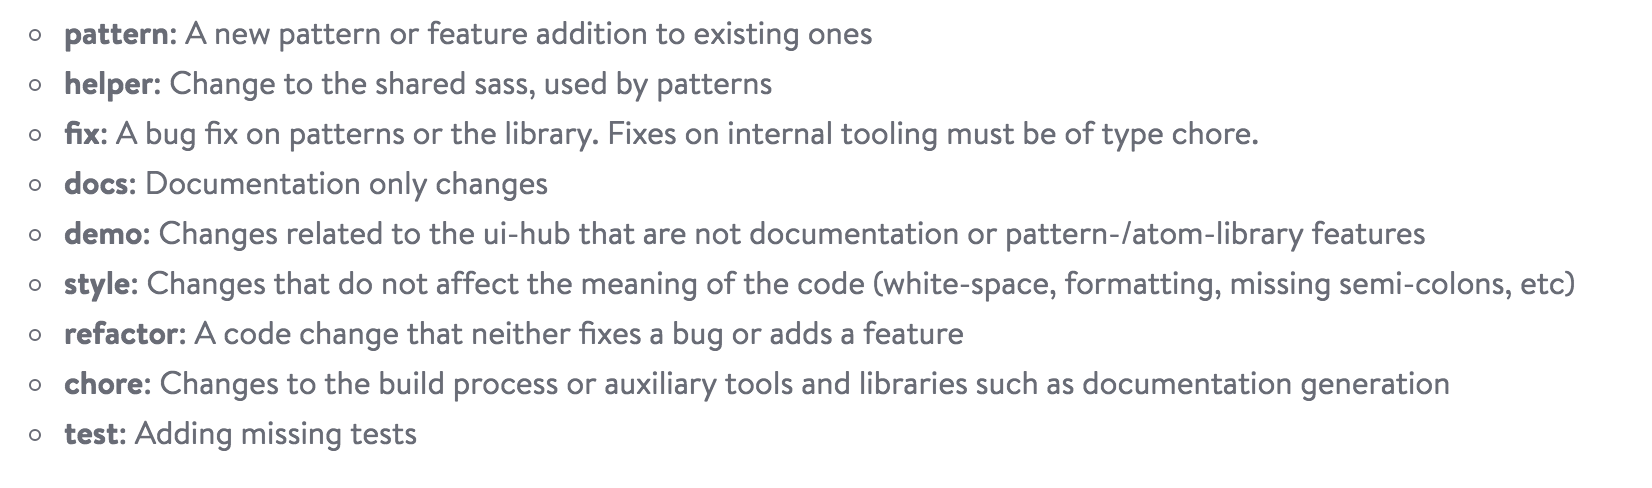 pattern: A new pattern or feature addition to existing ones
helper: Change to the shared sass, used by patterns
fix: A bug fix on patterns or the library. Fixes on internal tooling must be of type chore.
docs: Documentation only changes
demo: Changes related to the ui-hub that are not documentation or pattern-/atom-library features
style: Changes that do not affect the meaning of the code (white-space, formatting, missing semi-colons, etc)
refactor: A code change that neither fixes a bug or adds a feature
chore: Changes to the build process or auxiliary tools and libraries such as documentation generation
test: Adding missing tests